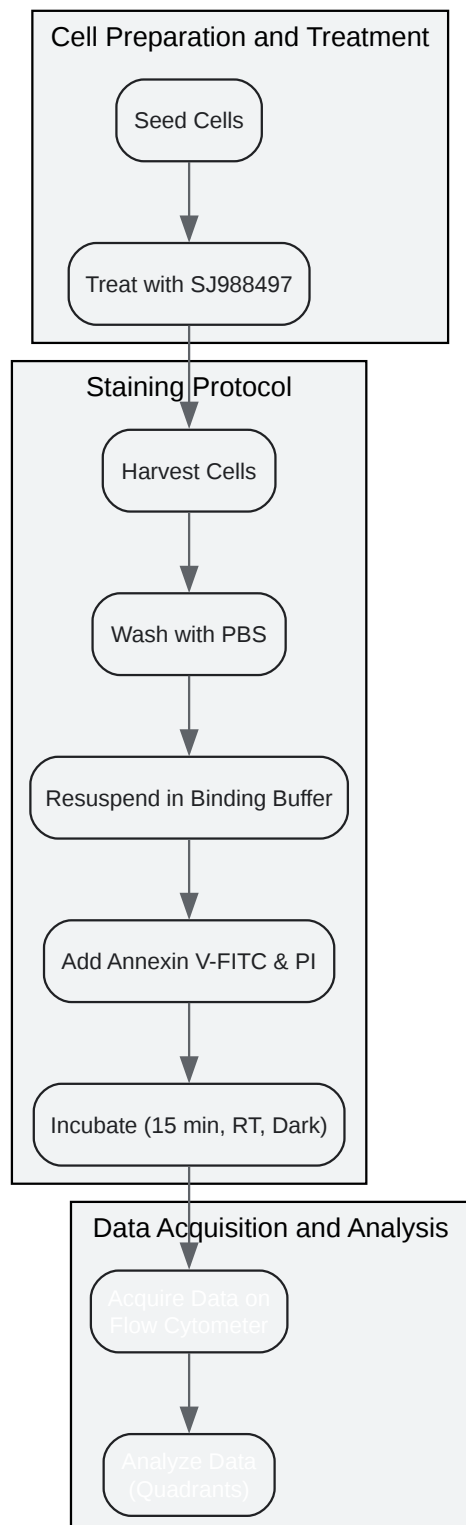 Cell Preparation and Treatment
Seed Cells
Treat with SJ988497
Staining Protocol
Harvest Cells
Wash with PBS
Resuspend in Binding Buffer
Add Annexin V-FITC & PI
Incubate (15 min, RT, Dark)
Data Acquisition and Analysis
Acquire Data on
Flow Cytometer
Analyze Data
(Quadrants)